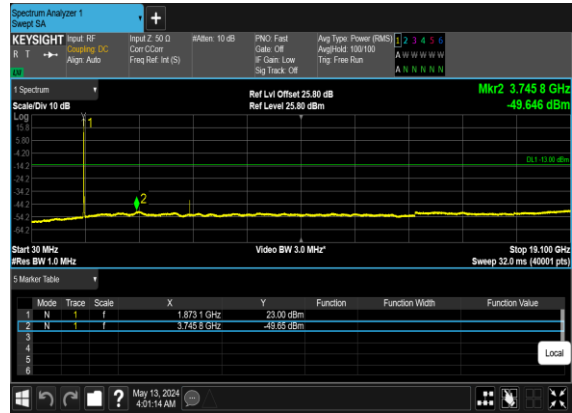 Spectrum Analyzer 1
Swept SA
+
KEYSIGHT Input: RF Input Z: 50 Ω #Atten: 10 dB PNO: Fast Avg Type: Power (RMS) 1 2 3 4 5 6
R T Coupling: DC Corr CCorr Gate: Off Avg|Hold: 100/100 A W W W W W
Align: Auto Freq Ref: Int (S) IF Gain: Low Trig: Free Run
Sig Track: Off A N N N N N
1 Spectrum Ref Lvl Offset 25.80 dB Mkr2 3.745 8 GHz
Scale/Div 10 dB Ref Level 25.80 dBm -49.646 dBm
Log
15.8 1
5.80
-4.20
DL1 -13.00 dBm
-14.2
-24.2
-34.2
-44.2 2
-54.2
-64.2
Start 30 MHz Video BW 3.0 MHz* Stop 19.100 GHz
#Res BW 1.0 MHz Sweep 32.0 ms (40001 pts)
5 Marker Table
Mode Trace Scale X Y Function Function Width Function Value
1 N 1 f 1.873 1 GHz 23.00 dBm
2 N 1 f 3.745 8 GHz -49.65 dBm
3
4
5
6
Local
? May 13, 2024
4:01:14 AM